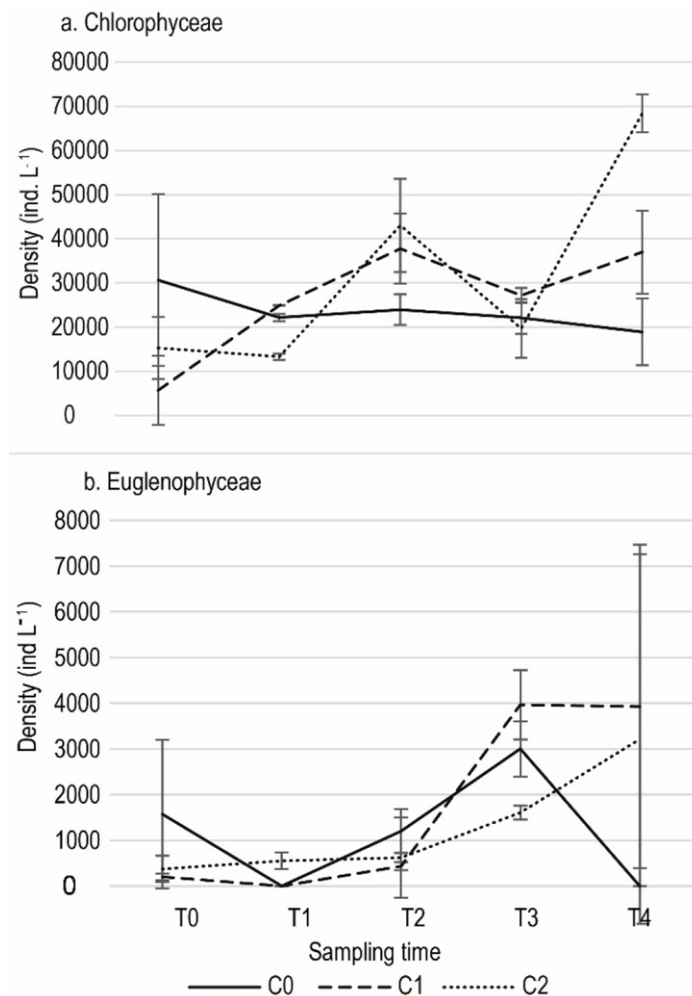 a. Chlorophyceae
80000
70000
60000
50000
40000
30000
20000
10000
0
Density (ind. L⁻¹)
b. Euglenophyceae
8000
7000
6000
5000
4000
3000
2000
1000
0
Density (ind L⁻¹)
T0 T1 T2 T3 T4
Sampling time
C0 C1 C2